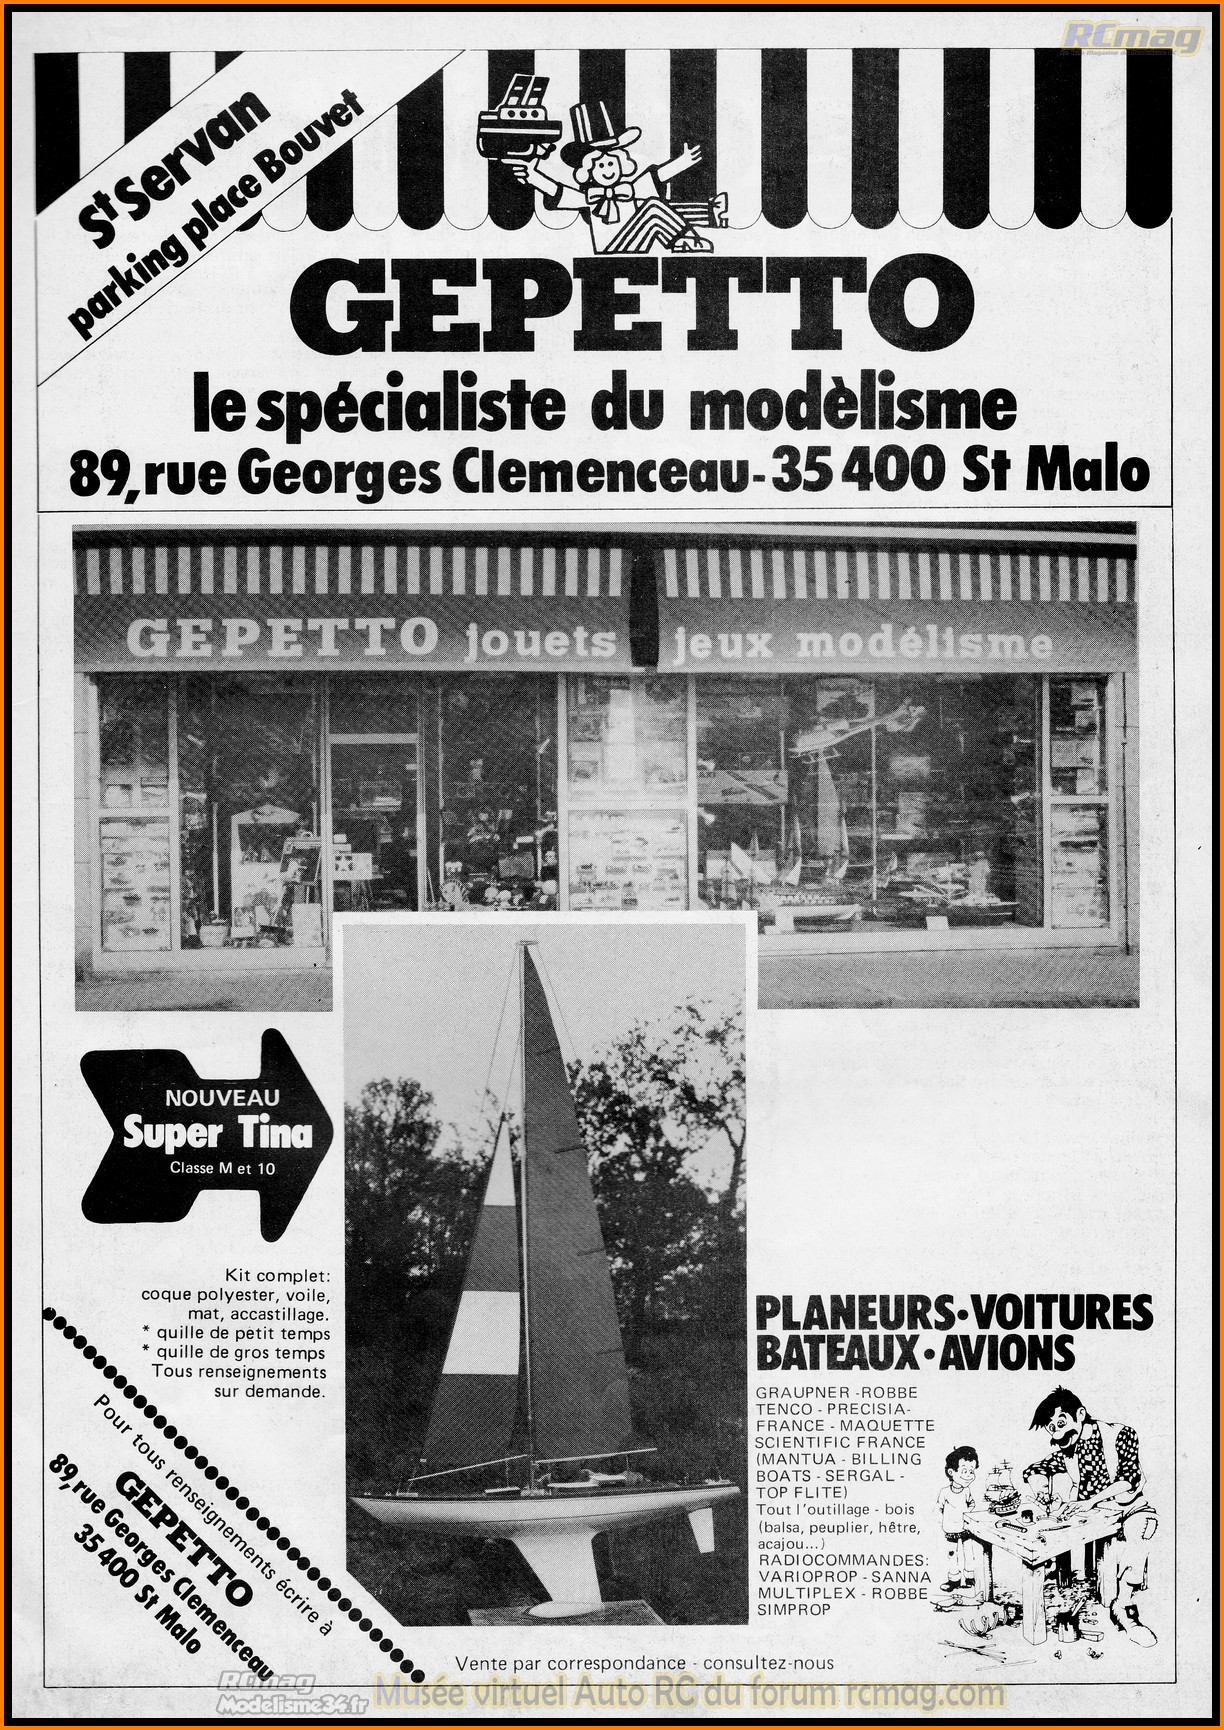 RCmag
St Servan
parking place Bouvet
GEPETTO
le spécialiste du modèlisme
89, rue Georges Clemenceau - 35 400 St Malo
GEPETTO jouets jeux modélisme
NOUVEAU
Super Tina
Classe M et 10
Kit complet:
coque polyester, voile,
mat, accastillage.
* quille de petit temps
* quille de gros temps
Tous renseignements
sur demande.
Pour tous renseignements écrire à
GEPETTO
89, rue Georges Clemenceau
35 400 St Malo
PLANEURS • VOITURES
BATEAUX • AVIONS
GRAUPNER - ROBBE
TENCO - PRECISIA-
FRANCE - MAQUETTE
SCIENTIFIC FRANCE
(MANTUA - BILLING
BOATS - SERGAL -
TOP FLITE)
Tout l'outillage - bois
(balsa, peuplier, hêtre,
acajou...)
RADIOCOMMANDES:
VARIOPROP - SANNA
MULTIPLEX - ROBBE
SIMPROP
Vente par correspondance - consultez-nous
RCmag
Modelisme34.fr
Musée virtuel Auto RC du forum rcmag.com